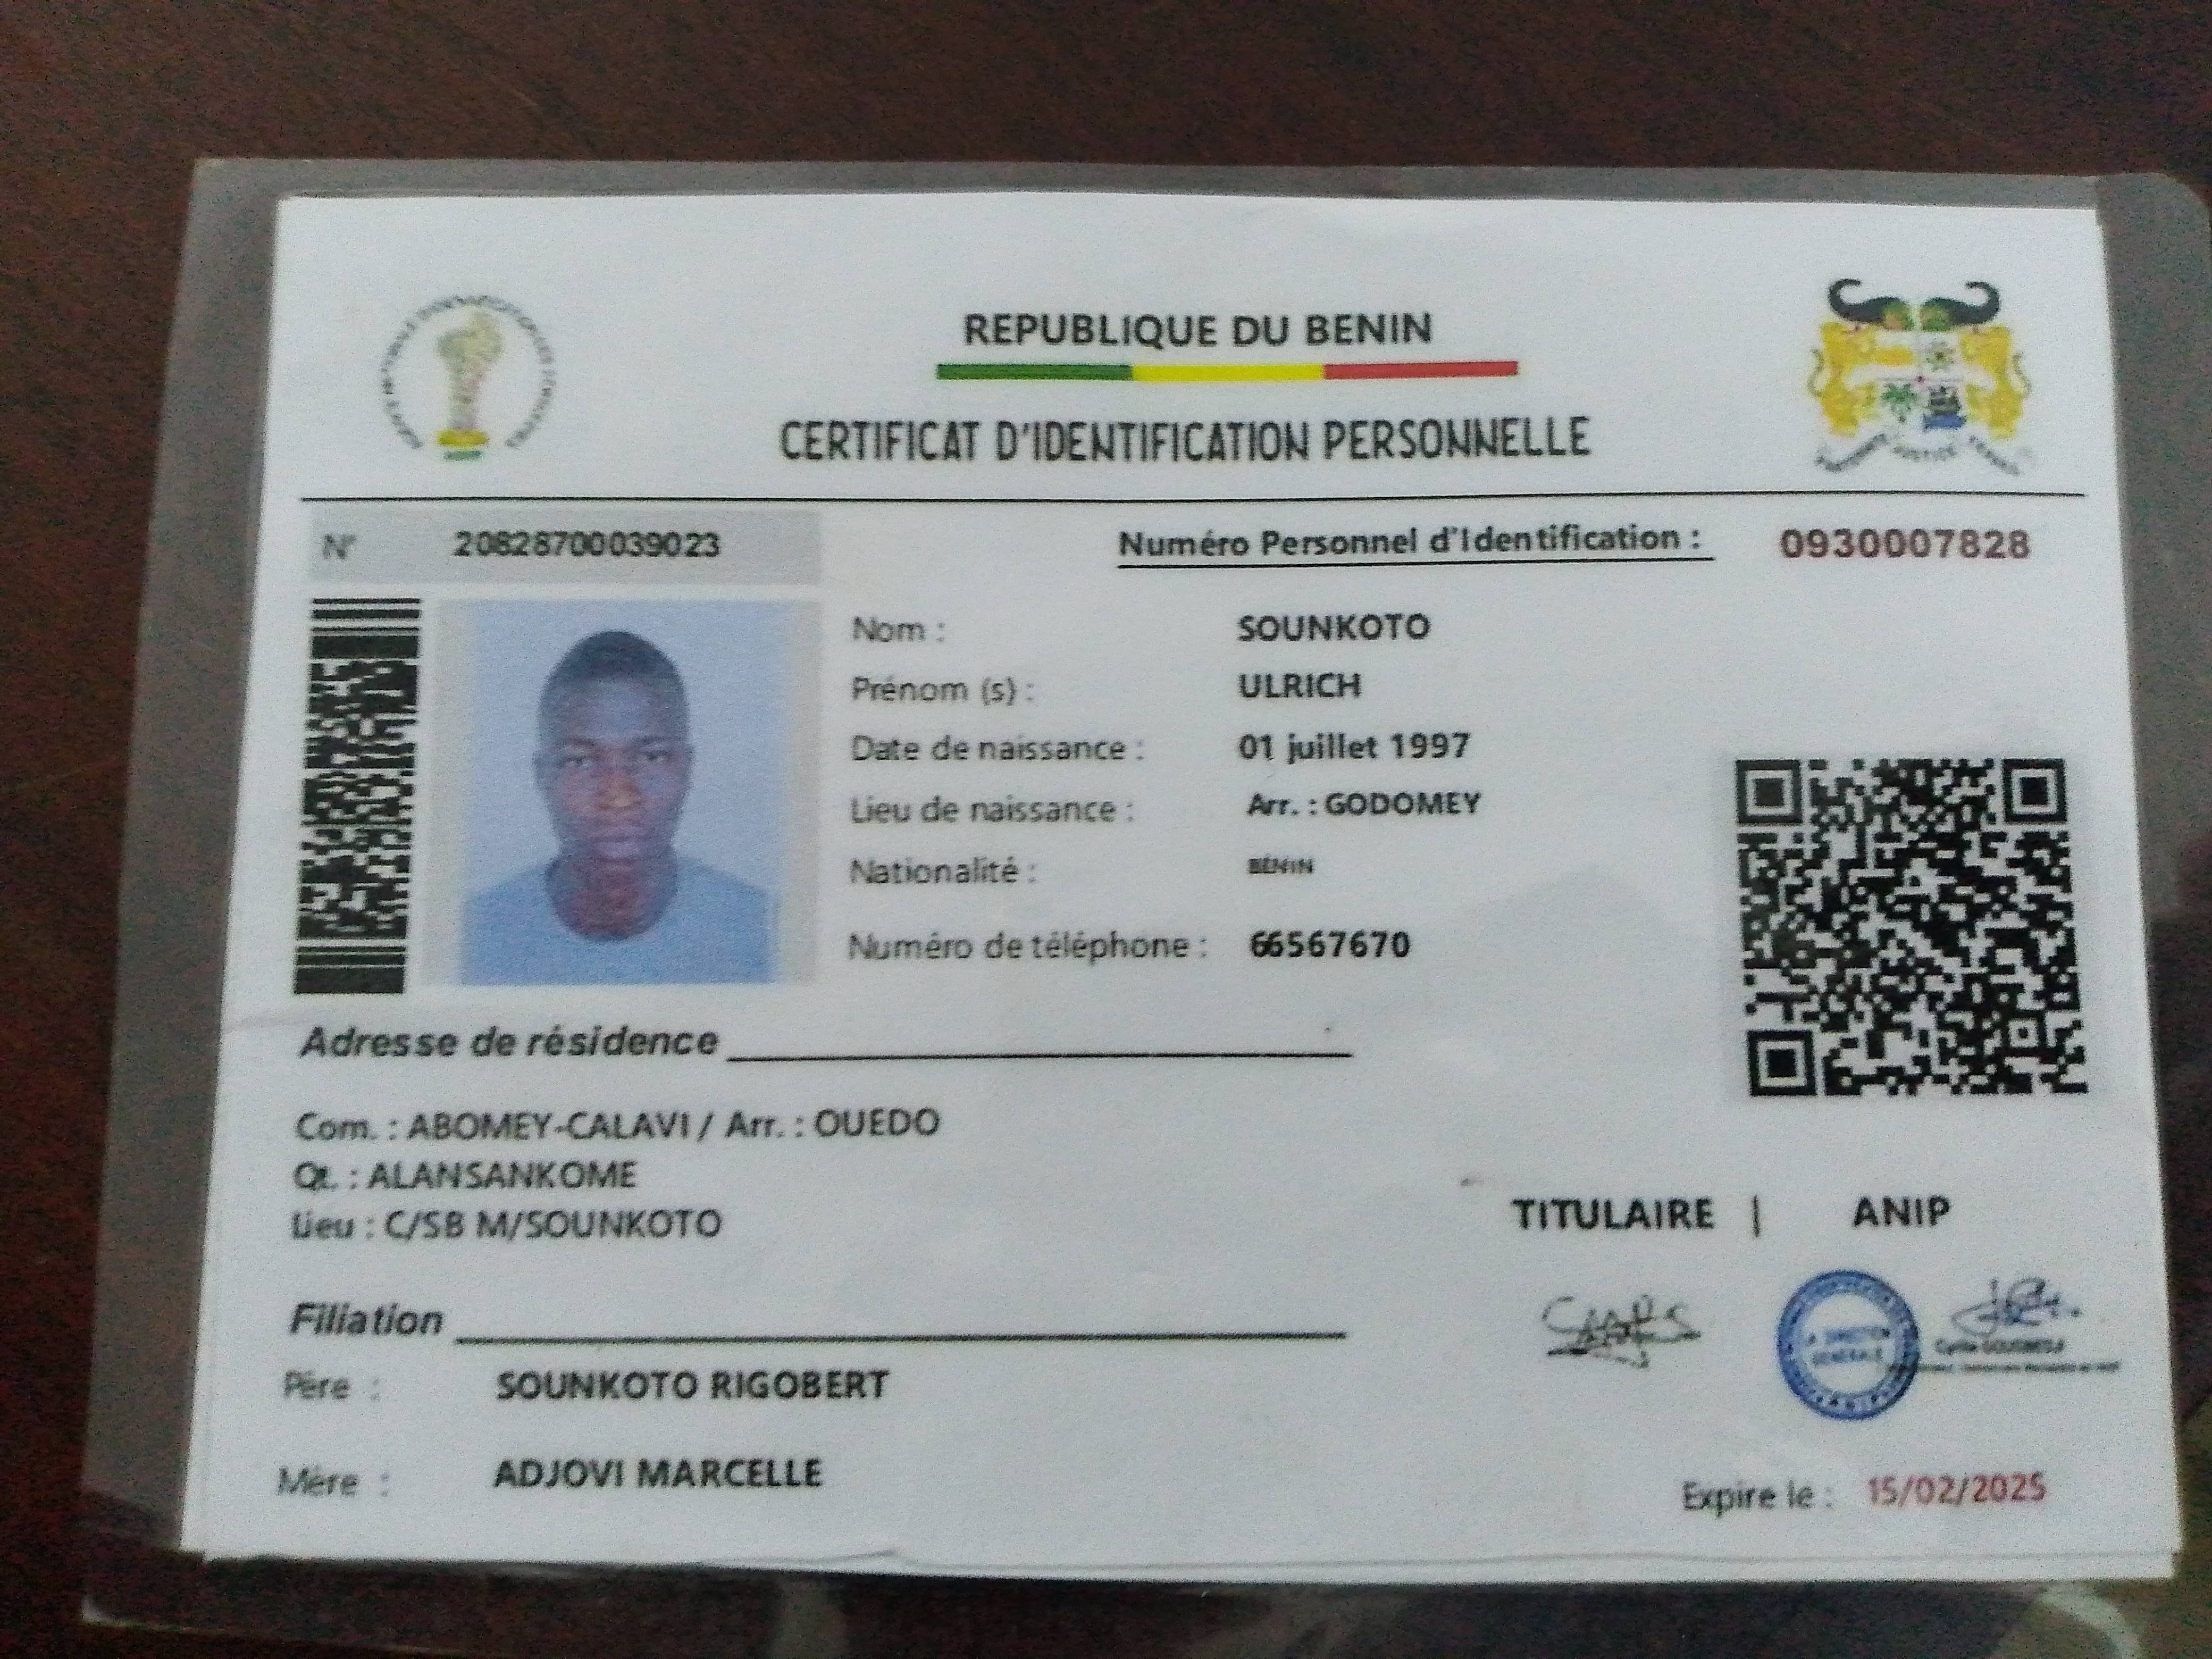 REPUBLIQUE DU BENIN
CERTIFICAT D'IDENTIFICATION PERSONNELLE
N° 20828700039023
Numéro Personnel d'Identification : 0930007828
Nom : SOUNKOTO
Prénom (s) : ULRICH
Date de naissance : 01 juillet 1997
Lieu de naissance : Arr. : GODOMEY
Nationalité : BENIN
Numéro de téléphone : 66567670
Adresse de résidence
Com. : ABOMEY-CALAVI / Arr. : OUEDO
Qt. : ALANSANKOME
Lieu : C/SB M/SOUNKOTO
TITULAIRE | ANIP
Filiation
Père : SOUNKOTO RIGOBERT
Mère : ADJOVI MARCELLE
Expire le : 15/02/2025